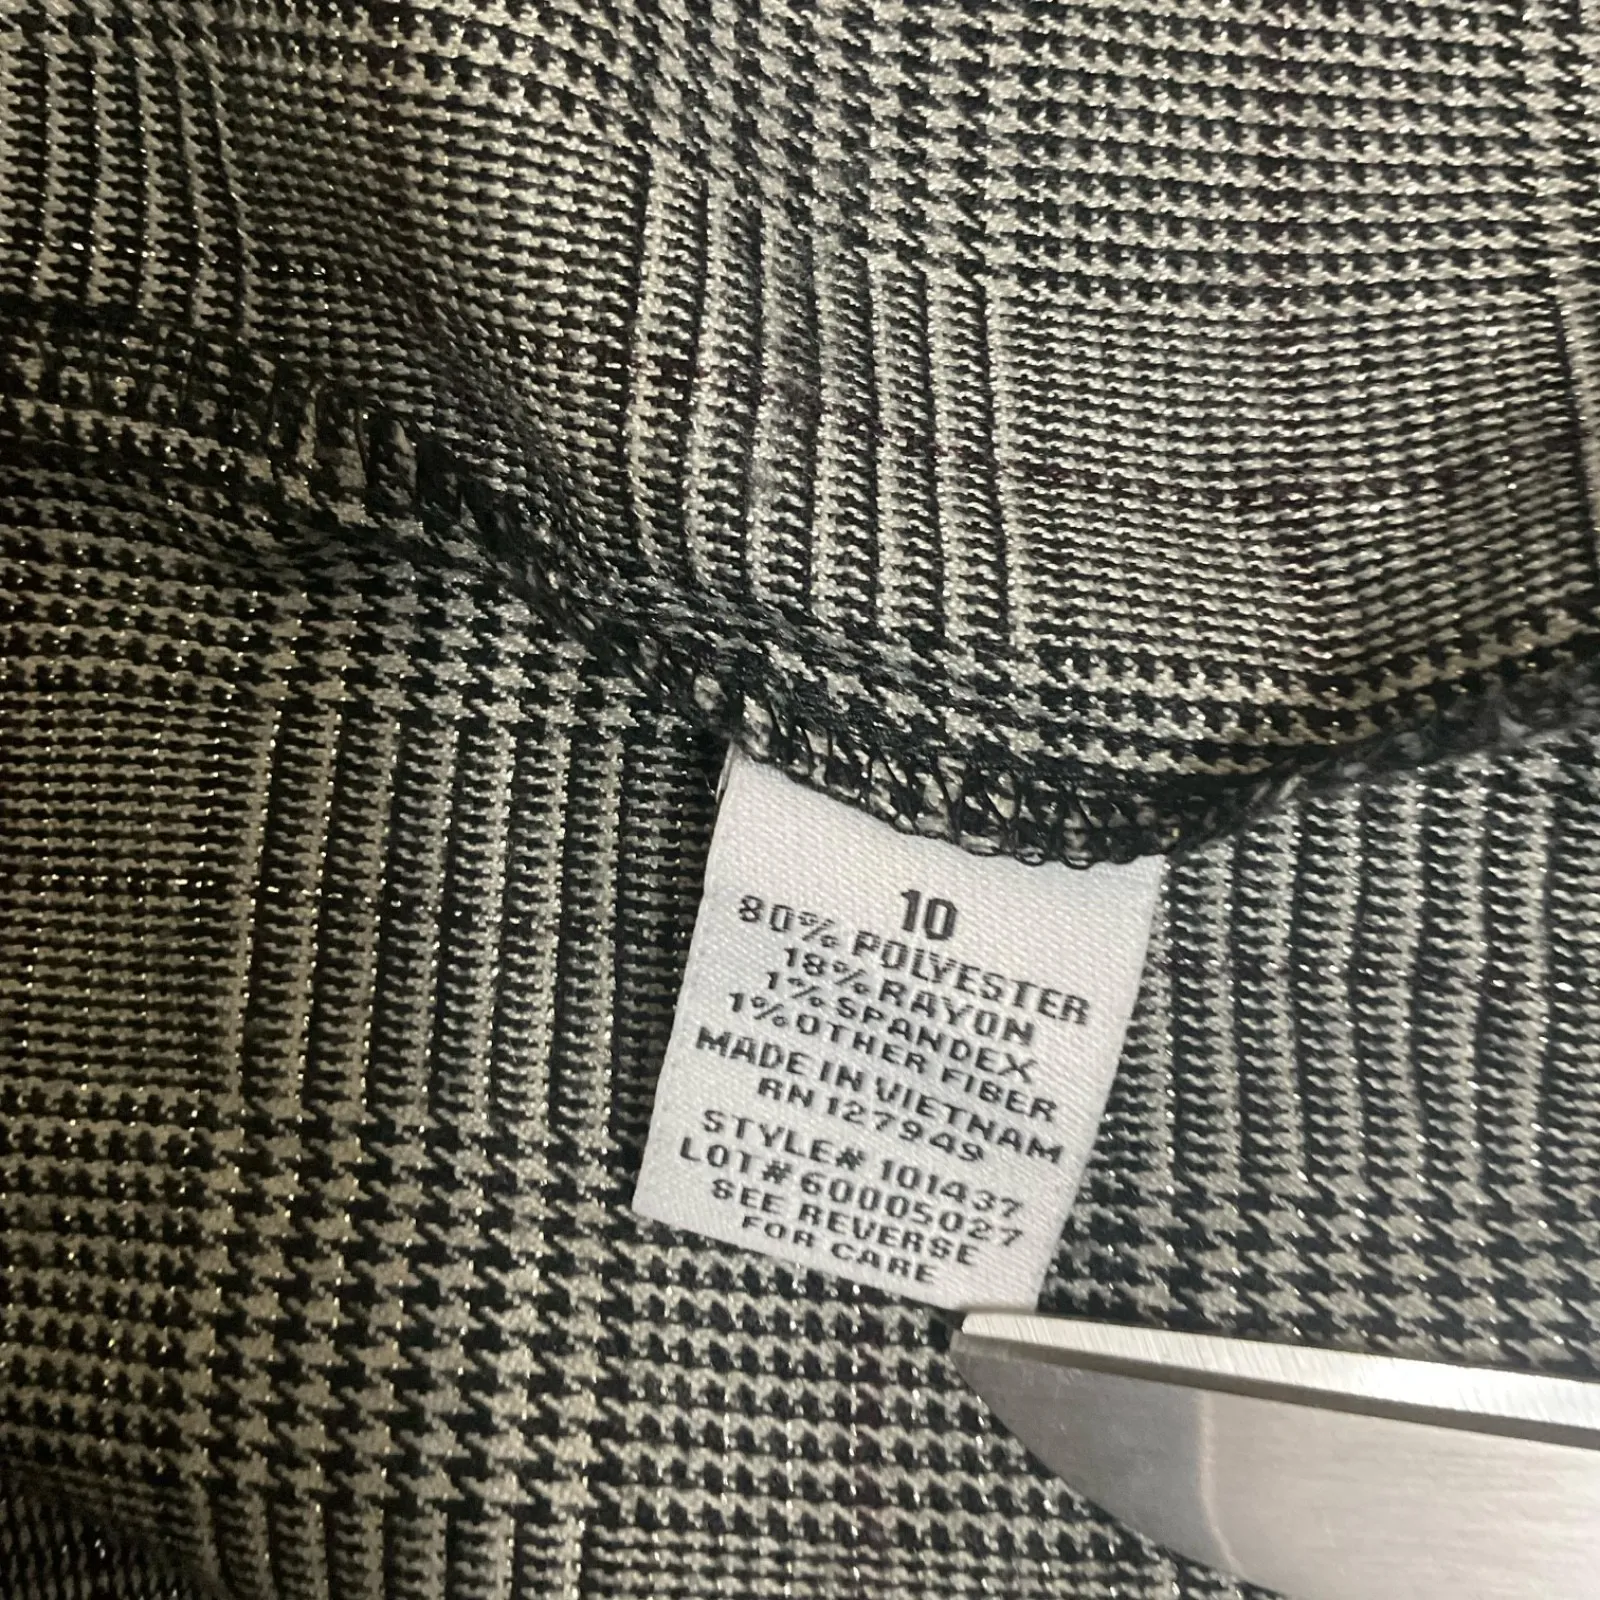 10
80% POLYESTER
18% RAYON
1% SPANDEX
1% OTHER FIBER
MADE IN VIETNAM
RN 127949
STYLE# 101437
LOT# 60005027
SEE REVERSE
FOR CARE